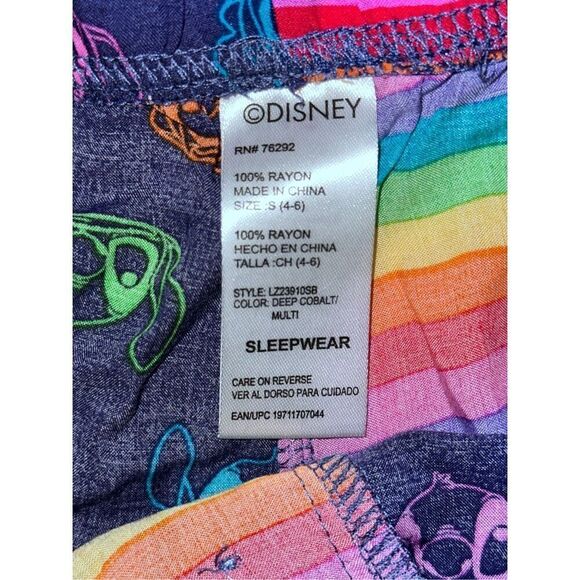 ©DISNEY
RN# 76292
100% RAYON
MADE IN CHINA
SIZE :S (4-6)
100% RAYON
HECHO EN CHINA
TALLA :CH (4-6)
STYLE: LZ23910SB
COLOR: DEEP COBALT/
MULTI
SLEEPWEAR
CARE ON REVERSE
VER AL DORSO PARA CUIDADO
EAN/UPC 19711707044